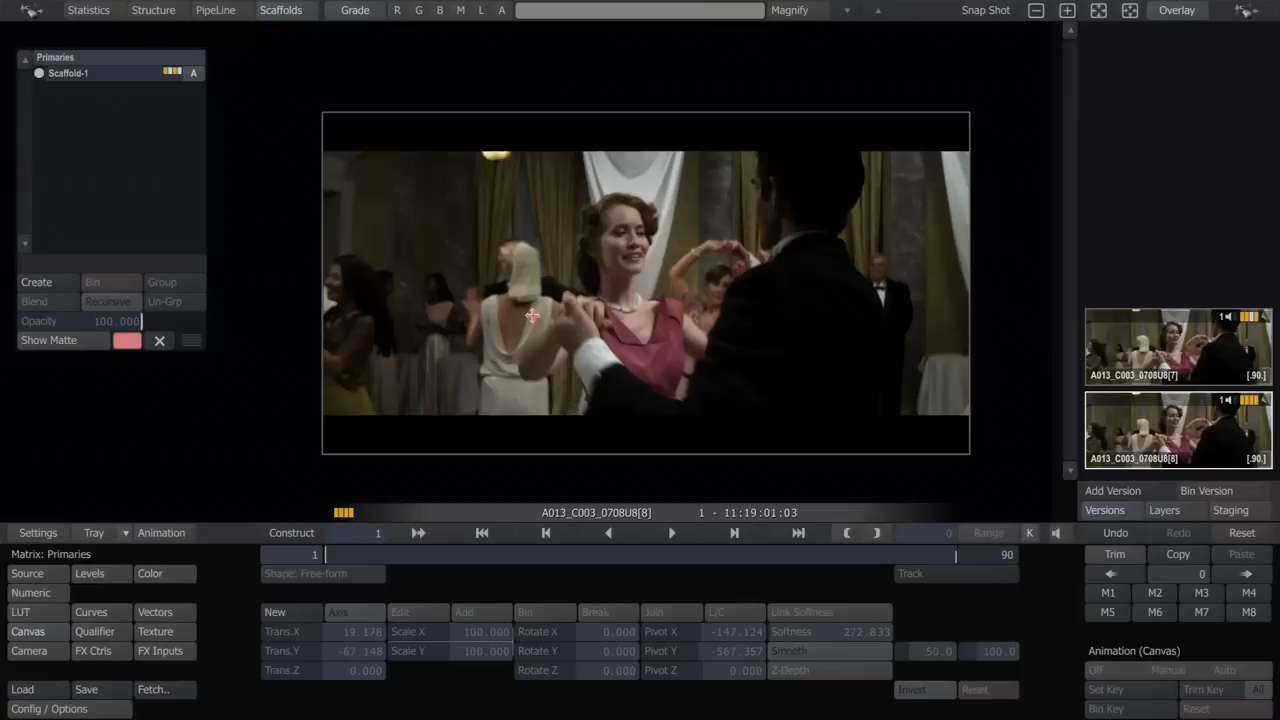 Statistics Structure PipeLine Scaffolds Grade R G B M L A Magnify Snap Shot Overlay
Primaries
Scaffold-1 A
Create Bin Group
Blend Recursive Un-Grp
Opacity 100.000
Show Matte
1
A013_C003_0708U8[7] [.90.]
1
A013_C003_0708U8[8] [.90.]
Add Version Bin Version
Versions Layers Staging
A013_C003_0708U8[8] 1 - 11:19:01:03
Settings Tray Animation Construct 1 0 Range K Undo Redo Reset
Matrix: Primaries 1 90 Trim Copy Paste
Source Levels Color Shape: Free-form Track 0
Numeric M1 M2 M3 M4
LUT Curves Vectors New Axis Edit Add Bin Break Join L/C Link Softness M5 M6 M7 M8
Canvas Qualifier Texture Trans.X 19.178 Scale X 100.000 Rotate X 0.000 Pivot X -147.124 Softness 272.833
Camera FX Ctrls FX Inputs Trans.Y -67.148 Scale Y 100.000 Rotate Y 0.000 Pivot Y -567.357 Smooth 50.0 100.0 Animation (Canvas)
Trans.Z 0.000 Rotate Z 0.000 Pivot Z 0.000 Z-Depth Off Manual Auto
Load Save Fetch.. Invert Reset Set Key Trim Key All
Config / Options Bin Key Reset